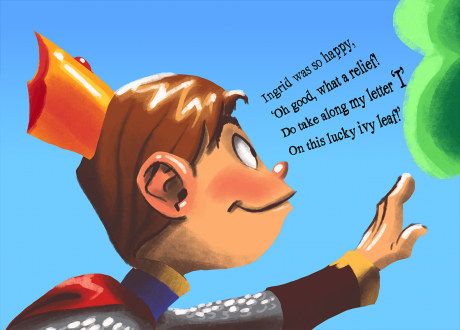 Ingrid was so happy,
'Oh good, what a relief!
Do take along my letter 'I'
On this lucky ivy leaf!'